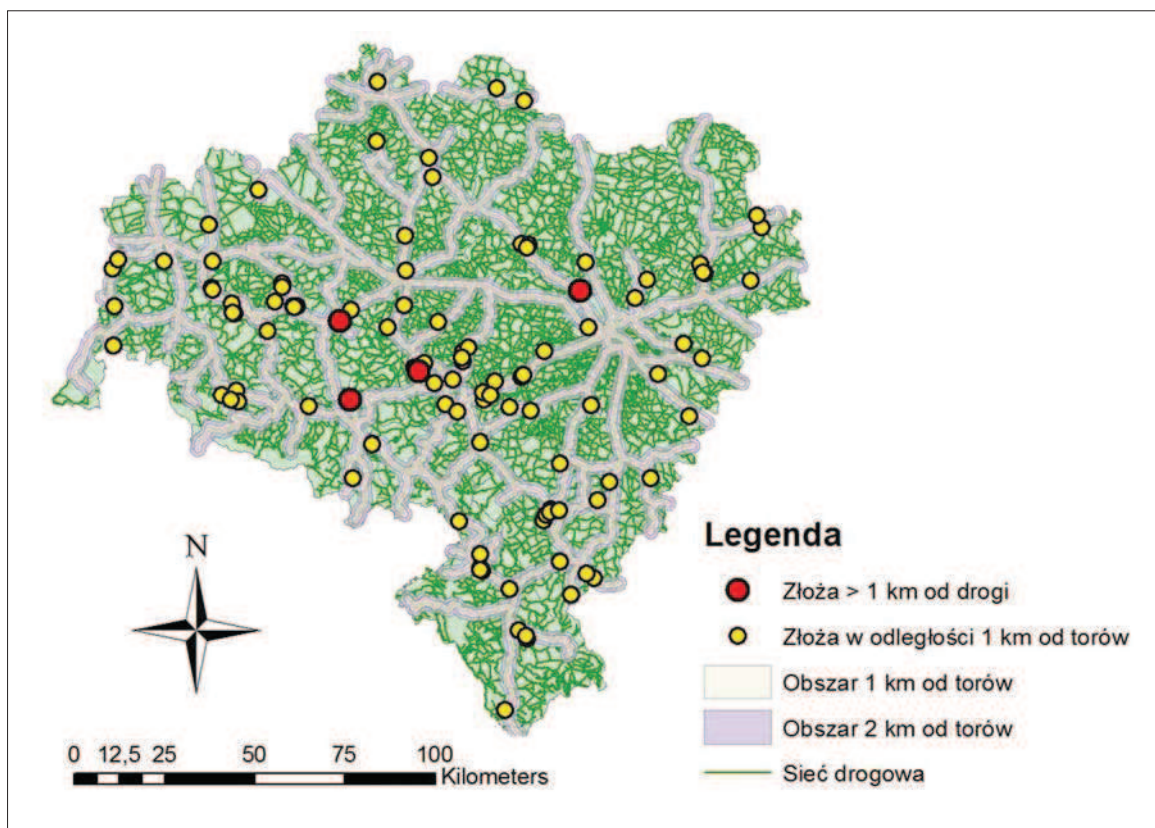 N
0 12,5 25 50 75 100
Kilometers
Legenda
Złoża > 1 km od drogi
Złoża w odległości 1 km od torów
Obszar 1 km od torów
Obszar 2 km od torów
Sieć drogowa